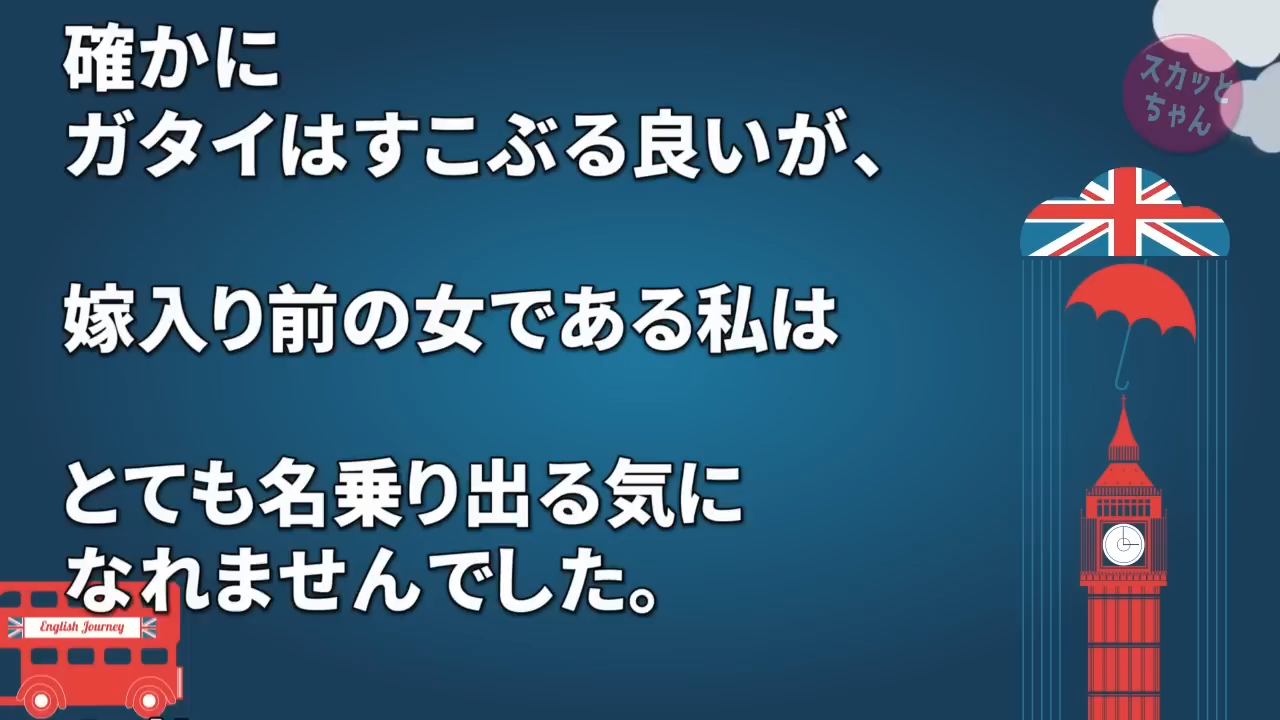 確かに
ガタイはすこぶる良いが、
嫁入り前の女である私は
とても名乗り出る気に
なれませんでした。
スカッと
ちゃん
English Journey